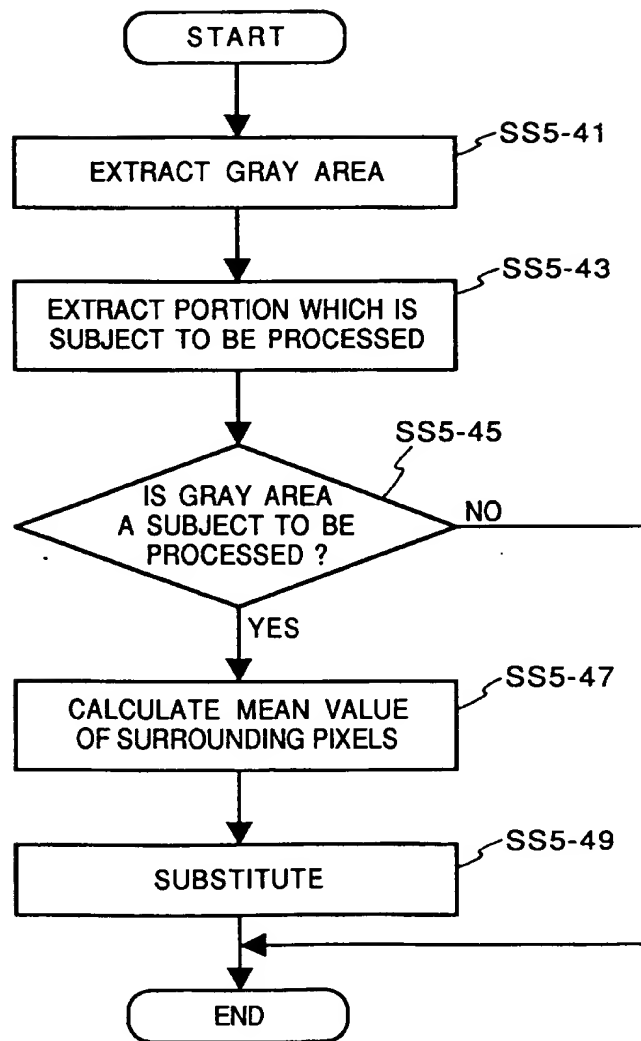 START
SS5-41
EXTRACT GRAY AREA
SS5-43
EXTRACT PORTION WHICH IS
SUBJECT TO BE PROCESSED
SS5-45
IS GRAY AREA
A SUBJECT TO BE
PROCESSED ?
NO
YES
SS5-47
CALCULATE MEAN VALUE
OF SURROUNDING PIXELS
SS5-49
SUBSTITUTE
END